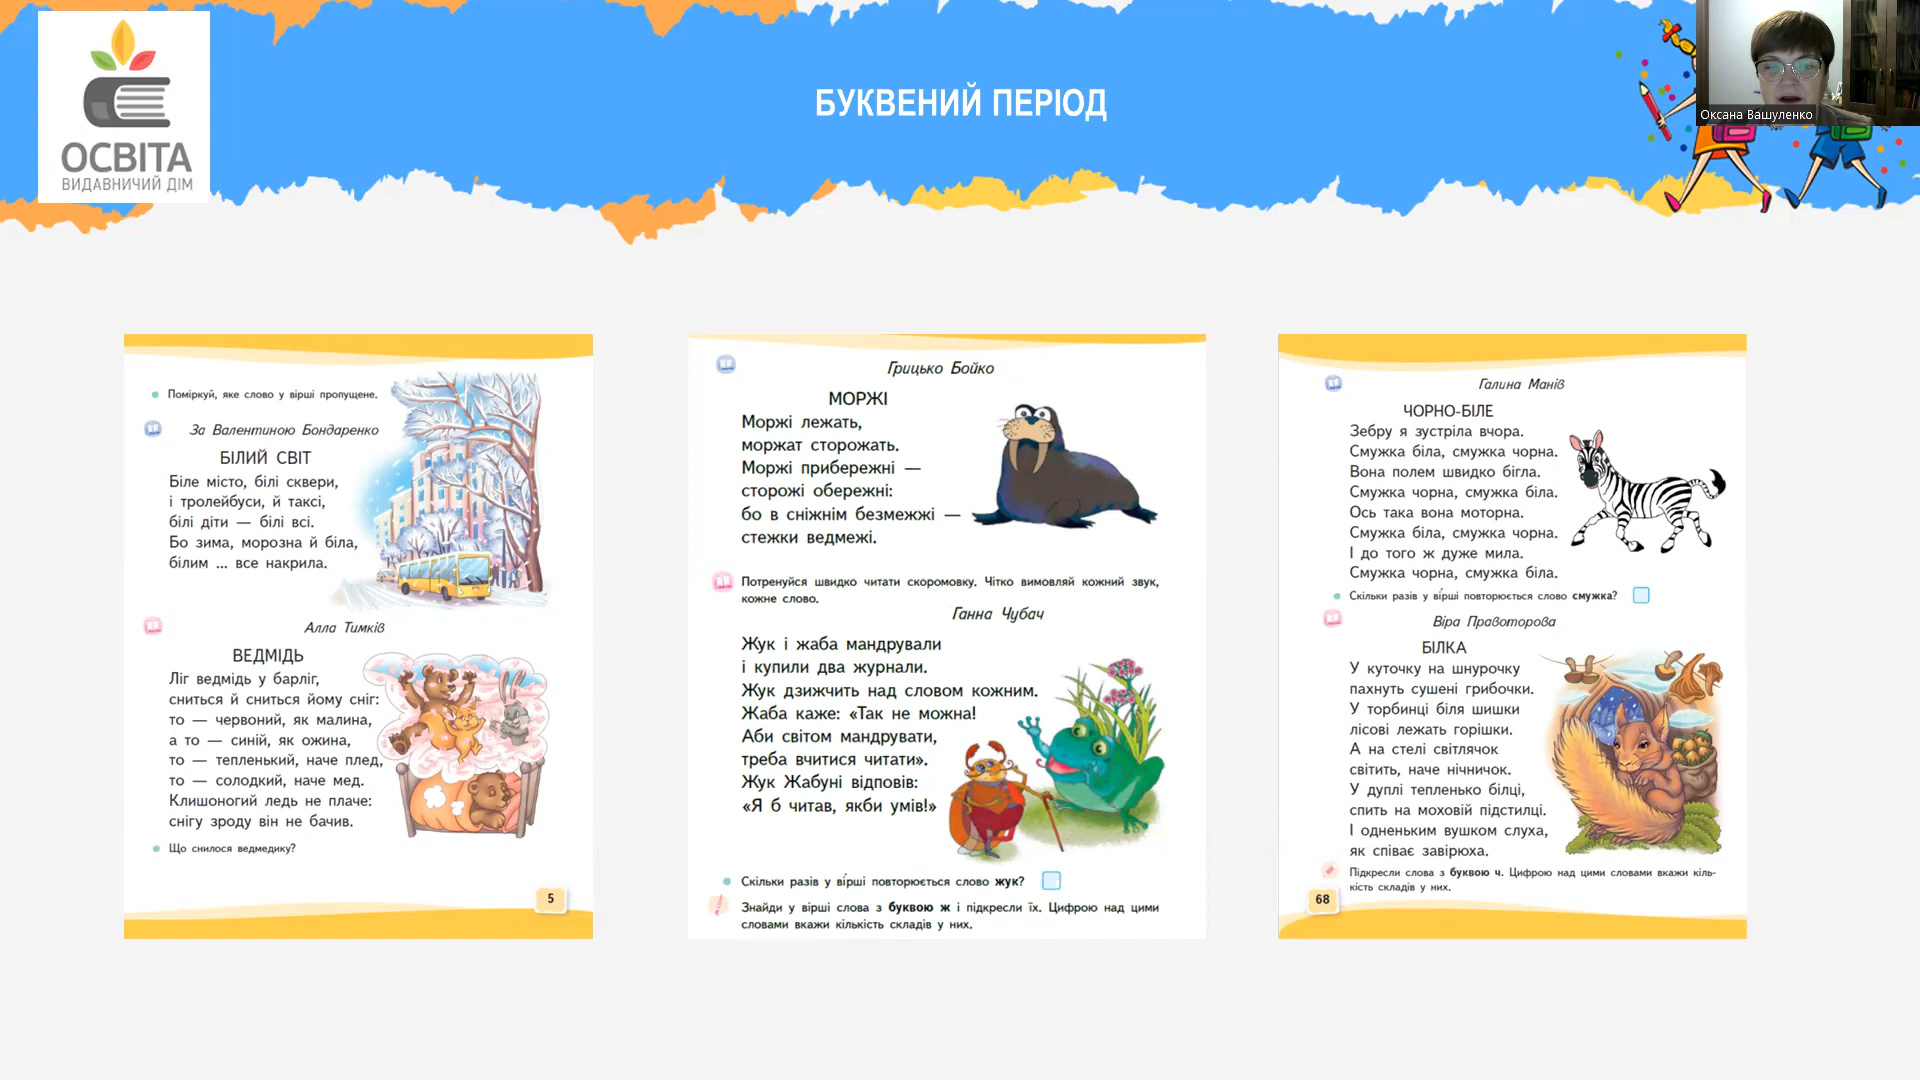 ОСВІТА
ВИДАВНИЧИЙ ДІМ
БУКВЕНИЙ ПЕРІОД
Оксана Вашуленко
Поміркуй, яке слово у вірші пропущене.
За Валентиною Бондаренко
БІЛИЙ СВІТ
Біле місто, білі сквери,
і тролейбуси, й таксі,
білі діти — білі всі.
Бо зима, морозна й біла,
білим ... все накрила.
Алла Тимків
ВЕДМІДЬ
Ліг ведмідь у барліг,
сниться й сниться йому сніг:
то — червоний, як малина,
а то — синій, як ожина,
то — тепленький, наче плед,
то — солодкий, наче мед.
Клишоногий ледь не плаче:
снігу зроду він не бачив.
Що снилося ведмедику?
5
Грицько Бойко
МОРЖІ
Моржі лежать,
моржат сторожать.
Моржі прибережні —
сторожі обережні:
бо в сніжнім безмежжі —
стежки ведмежі.
Потренуйся швидко читати скоромовку. Чітко вимовляй кожний звук,
кожне слово.
Ганна Чубач
Жук і жаба мандрували
і купили два журнали.
Жук дзижчить над словом кожним.
Жаба каже: «Так не можна!
Аби світом мандрувати,
треба вчитися читати».
Жук Жабуні відповів:
«Я б читав, якби умів!»
Скільки разів у вірші повторюється слово жук?
Знайди у вірші слова з буквою ж і підкресли їх. Цифрою над цими
словами вкажи кількість складів у них.
Галина Манів
ЧОРНО-БІЛЕ
Зебру я зустріла вчора.
Смужка біла, смужка чорна.
Вона полем швидко бігла.
Смужка чорна, смужка біла.
Ось така вона моторна.
Смужка біла, смужка чорна.
І до того ж дуже мила.
Смужка чорна, смужка біла.
Скільки разів у вірші повторюється слово смужка?
Віра Правоторова
БІЛКА
У куточку на шнурочку
пахнуть сушені грибочки.
У торбинці біля шишки
лісові лежать горішки.
А на стелі світлячок
світить, наче нічничок.
У дуплі тепленько білці,
спить на моховій підстилці.
І одненьким вушком слуха,
як співає завірюха.
Підкресли слова з буквою ч. Цифрою над цими словами вкажи кіль-
кість складів у них.
68